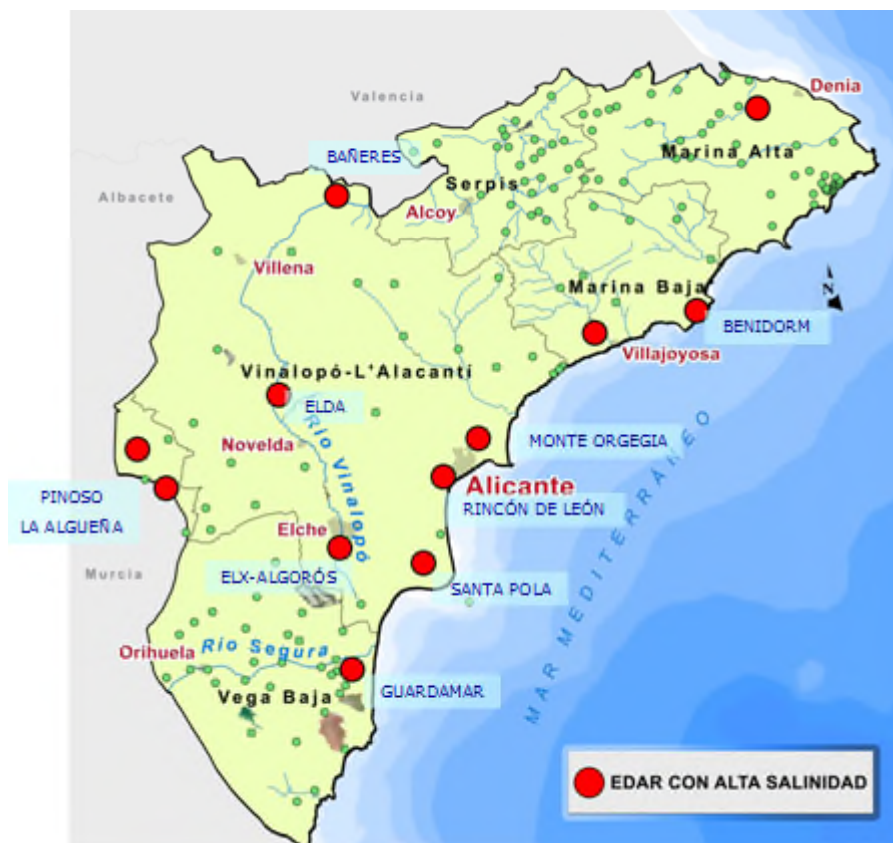 Denia
Valencia
Marina Alta
BAÑERES
Serpis
Albacete
Alcoy
Villena
Marina Baja
N
BENIDORM
Villajoyosa
Vinalopó-L'Alacantí
ELDA
Río Vinalopó
MONTE ORGEGIA
Novelda
Alicante
PINOSO
LA ALGUEÑA
RINCÓN DE LEÓN
Elche
MAR MEDITERRÁNEO
Murcia
ELX-ALGORÓS
SANTA POLA
Orihuela
Río Segura
Vega Baja
GUARDAMAR
EDAR CON ALTA SALINIDAD